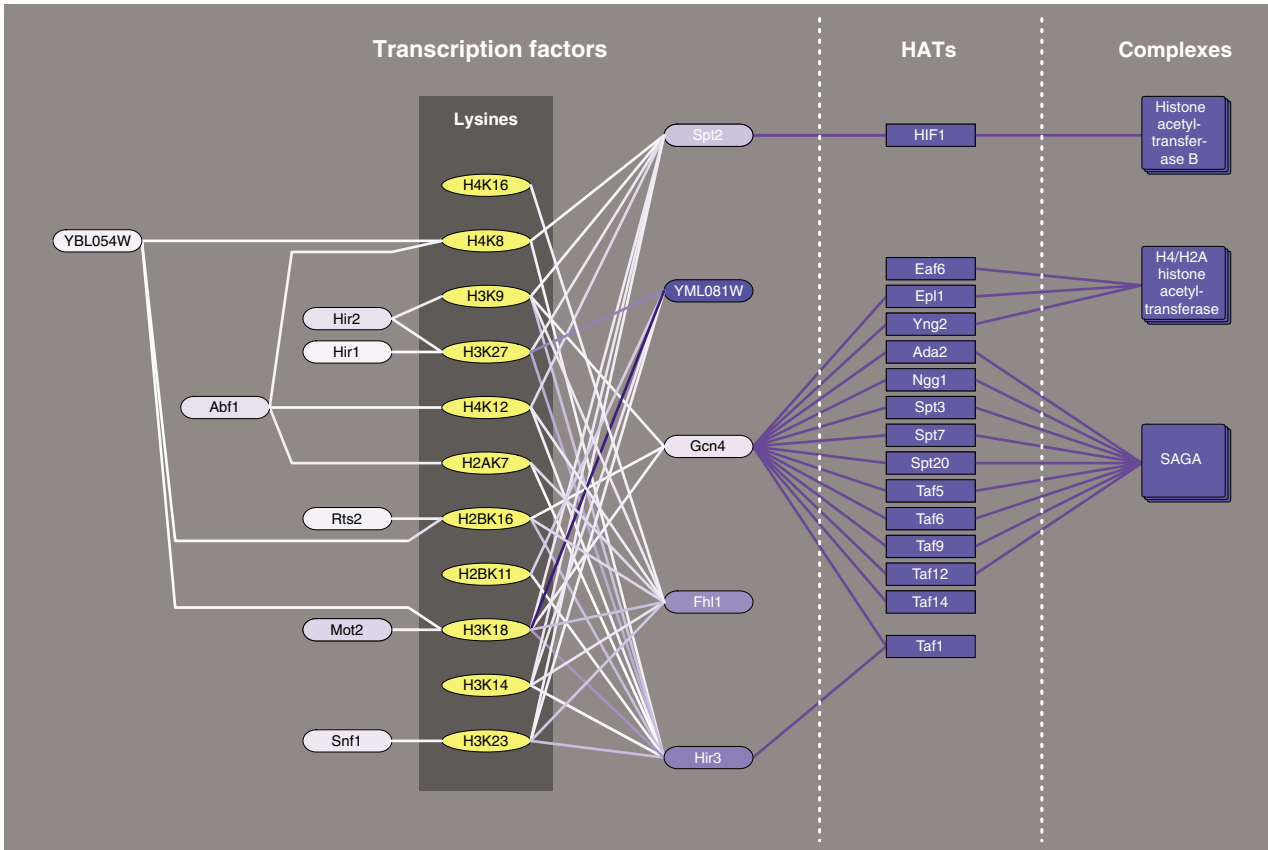 Transcription factors
HATs
Complexes
Lysines
Spt2
HIF1
Histone
acetyl-
transfer-
ase B
H4K16
YBL054W
H4K8
Eaf6
H4/H2A
histone
acetyl-
transferase
YML081W
H3K9
Epl1
Hir2
Yng2
Hir1
H3K27
Ada2
Ngg1
Abf1
H4K12
Spt3
Spt7
Gcn4
H2AK7
Spt20
SAGA
Taf5
Rts2
H2BK16
Taf6
Taf9
H2BK11
Taf12
Fhl1
Taf14
Mot2
H3K18
Taf1
H3K14
Snf1
H3K23
Hir3